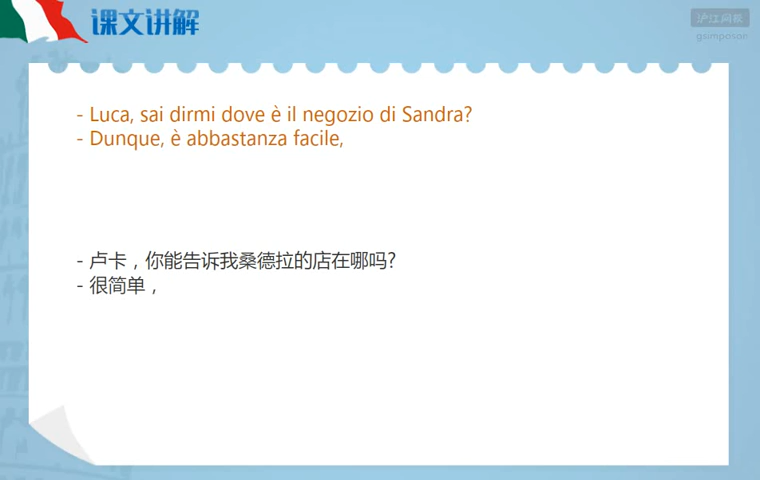 课文讲解
沪江网校
gsimpcison
- Luca, sai dirmi dove è il negozio di Sandra?
- Dunque, è abbastanza facile,
- 卢卡，你能告诉我桑德拉的店在哪吗?
- 很简单，